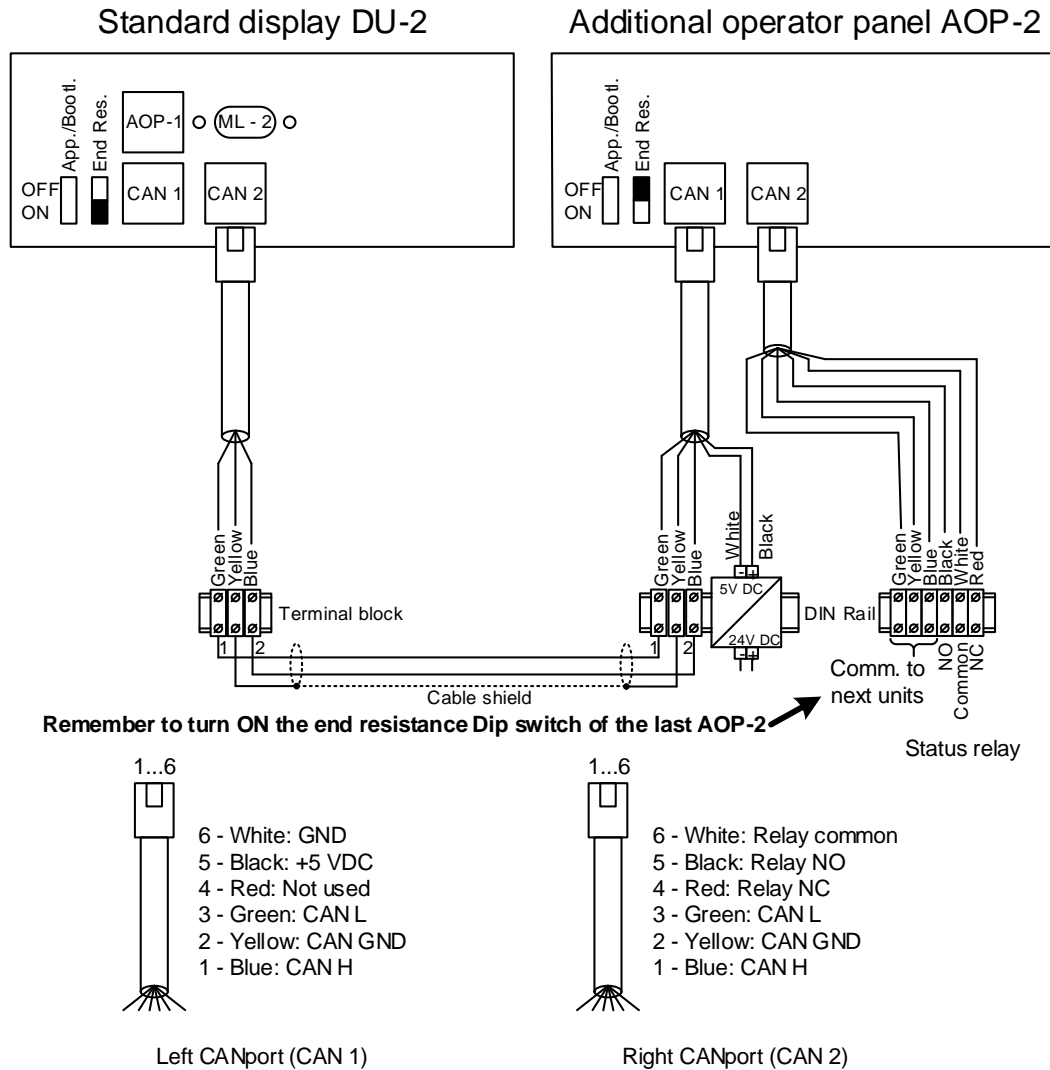 Standard display DU-2
Additional operator panel AOP-2
App./Bootl.
End Res.
AOP-1
ML - 2
OFF
ON
CAN 1
CAN 2
App./Bootl.
End Res.
OFF
ON
CAN 1
CAN 2
Green
Yellow
Blue
Terminal block
1
2
Green
Yellow
Blue
White
Black
- +
5V DC
24V DC
- +
1
2
DIN Rail
Green
Yellow
Blue
Black
White
Red
NO
Common
NC
Comm. to
next units
Status relay
Cable shield
Remember to turn ON the end resistance Dip switch of the last AOP-2
1...6
6 - White: GND
5 - Black: +5 VDC
4 - Red: Not used
3 - Green: CAN L
2 - Yellow: CAN GND
1 - Blue: CAN H
Left CANport (CAN 1)
1...6
6 - White: Relay common
5 - Black: Relay NO
4 - Red: Relay NC
3 - Green: CAN L
2 - Yellow: CAN GND
1 - Blue: CAN H
Right CANport (CAN 2)